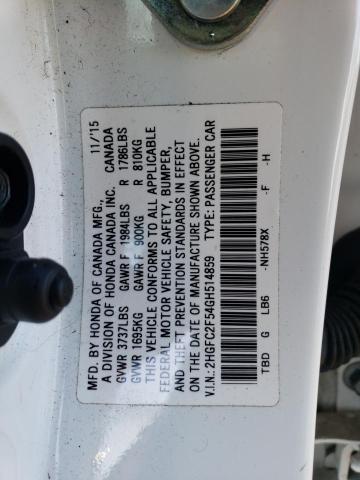 MFD. BY HONDA OF CANADA MFG., 11/'15
A DIVISION OF HONDA CANADA INC. CANADA
GVWR 3737LBS GAWR F 1984LBS R 1786LBS
GVWR 1695KG GAWR F 900KG R 810KG
THIS VEHICLE CONFORMS TO ALL APPLICABLE
FEDERAL MOTOR VEHICLE SAFETY, BUMPER,
AND THEFT PREVENTION STANDARDS IN EFFECT
ON THE DATE OF MANUFACTURE SHOWN ABOVE.
V.I.N.: 2HGFC2F54GH514859 TYPE: PASSENGER CAR
TBD G LB6 -NH578X -F -H